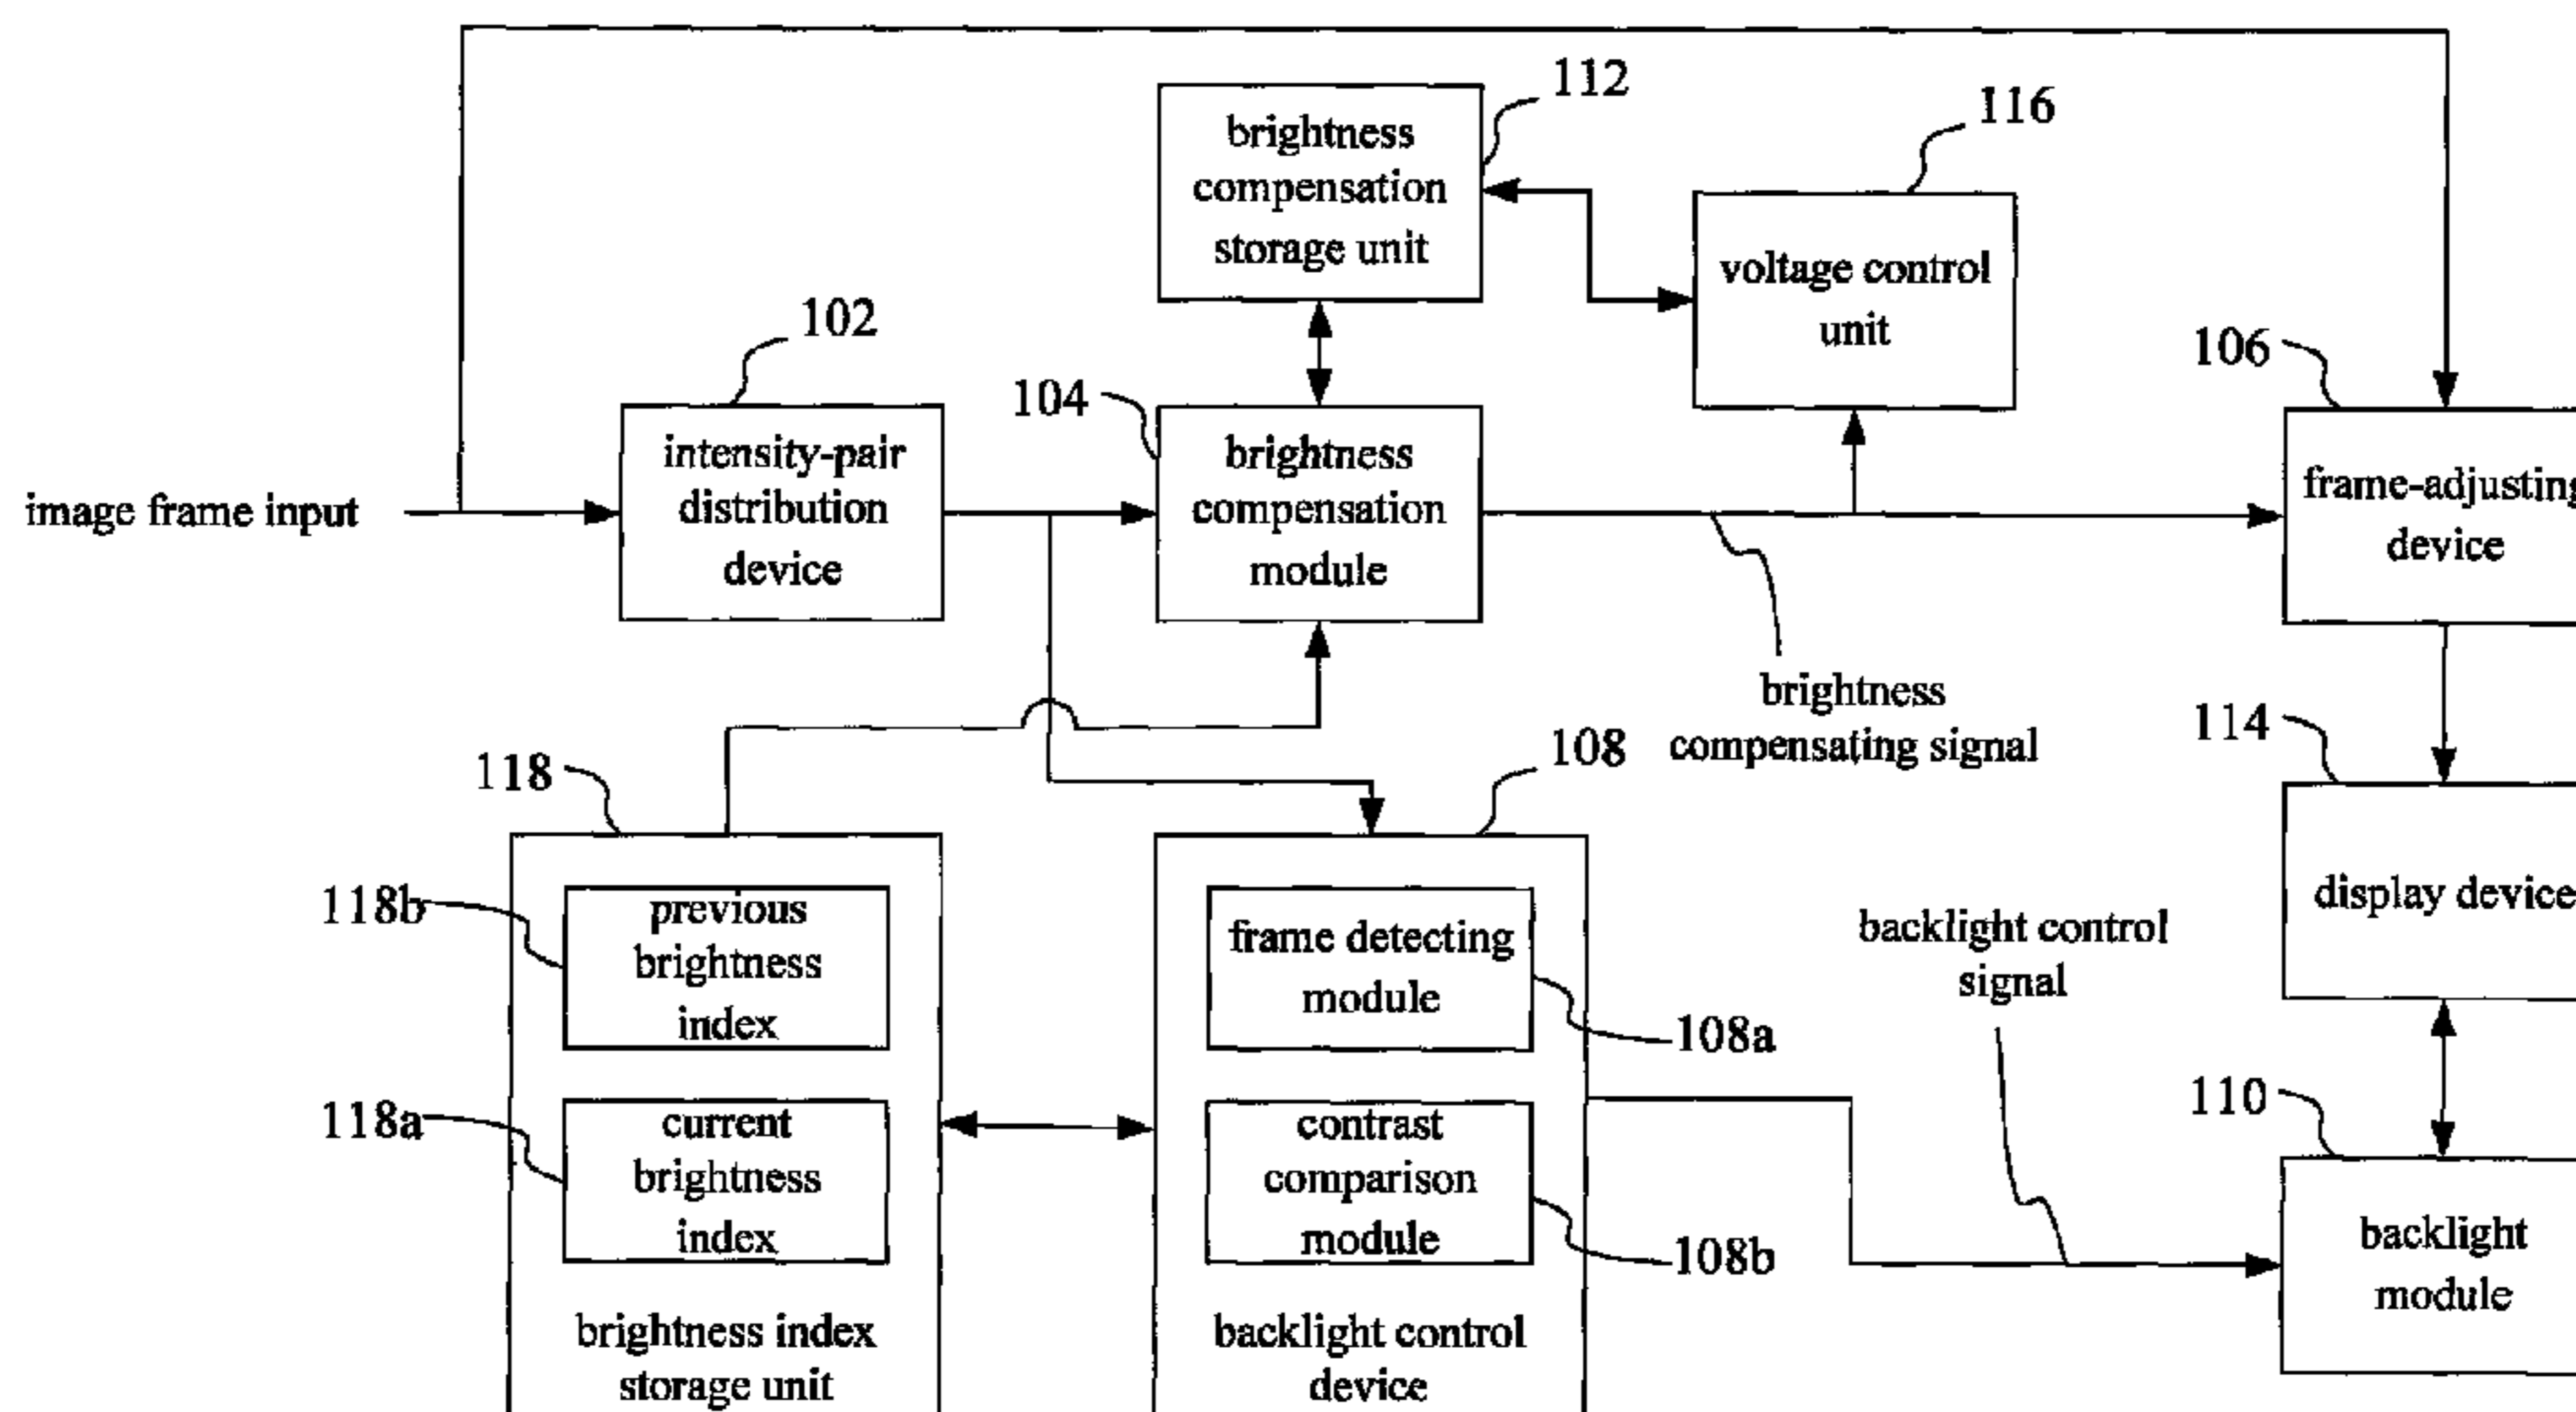 112
brightness
compensation
storage unit
116
voltage control
unit
102
intensity-pair
distribution
device
104
brightness
compensation
module
106
frame-adjusting
device
image frame input
brightness
compensating signal
118
118b
previous
brightness
index
118a
current
brightness
index
brightness index
storage unit
108
frame detecting
module
108a
contrast
comparison
module
108b
backlight control
device
backlight control
signal
114
display device
110
backlight
module